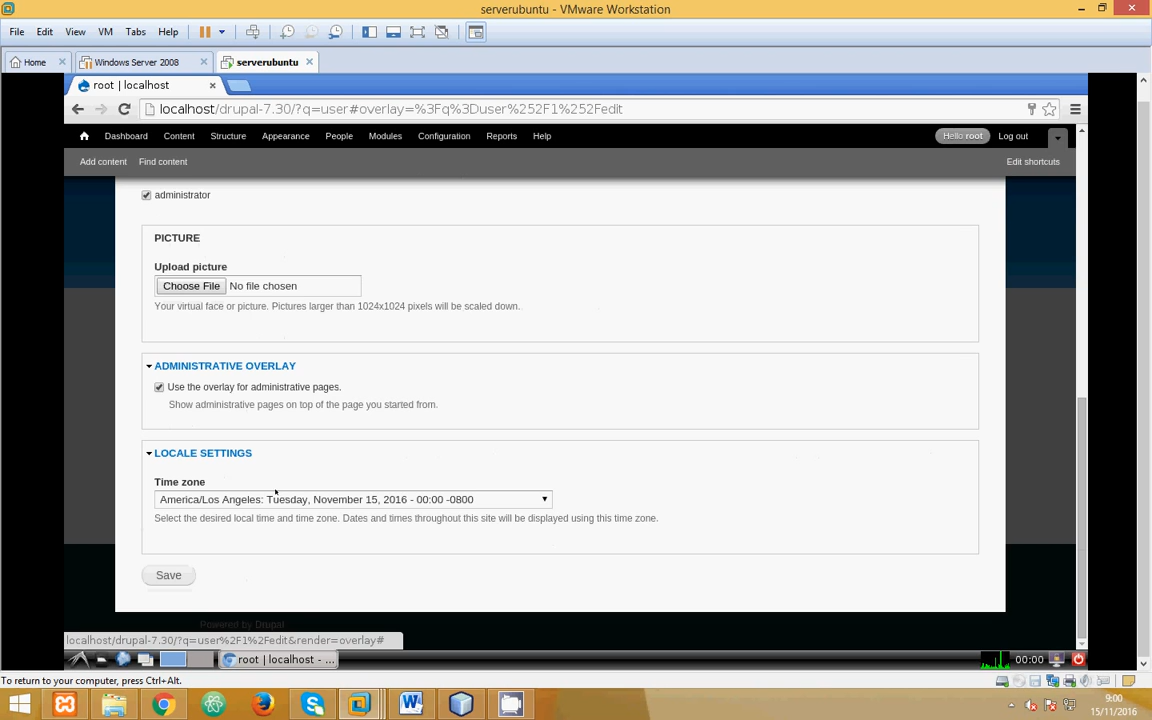 serverubuntu - VMware Workstation
File Edit View VM Tabs Help
Home Windows Server 2008 serverubuntu
root | localhost
localhost/drupal-7.30/?q=user#overlay=%3Fq%3Duser%252F1%252Fedit
Dashboard Content Structure Appearance People Modules Configuration Reports Help Hello root Log out
Add content Find content Edit shortcuts
administrator
PICTURE
Upload picture
Choose File No file chosen
Your virtual face or picture. Pictures larger than 1024x1024 pixels will be scaled down.
ADMINISTRATIVE OVERLAY
Use the overlay for administrative pages.
Show administrative pages on top of the page you started from.
LOCALE SETTINGS
Time zone
America/Los Angeles: Tuesday, November 15, 2016 - 00:00 -0800
Select the desired local time and time zone. Dates and times throughout this site will be displayed using this time zone.
Save
Powered by Drupal
localhost/drupal-7.30/?q=user%2F1%2Fedit&render=overlay#
root | localhost - ... 00:00
To return to your computer, press Ctrl+Alt.
9:00
15/11/2016